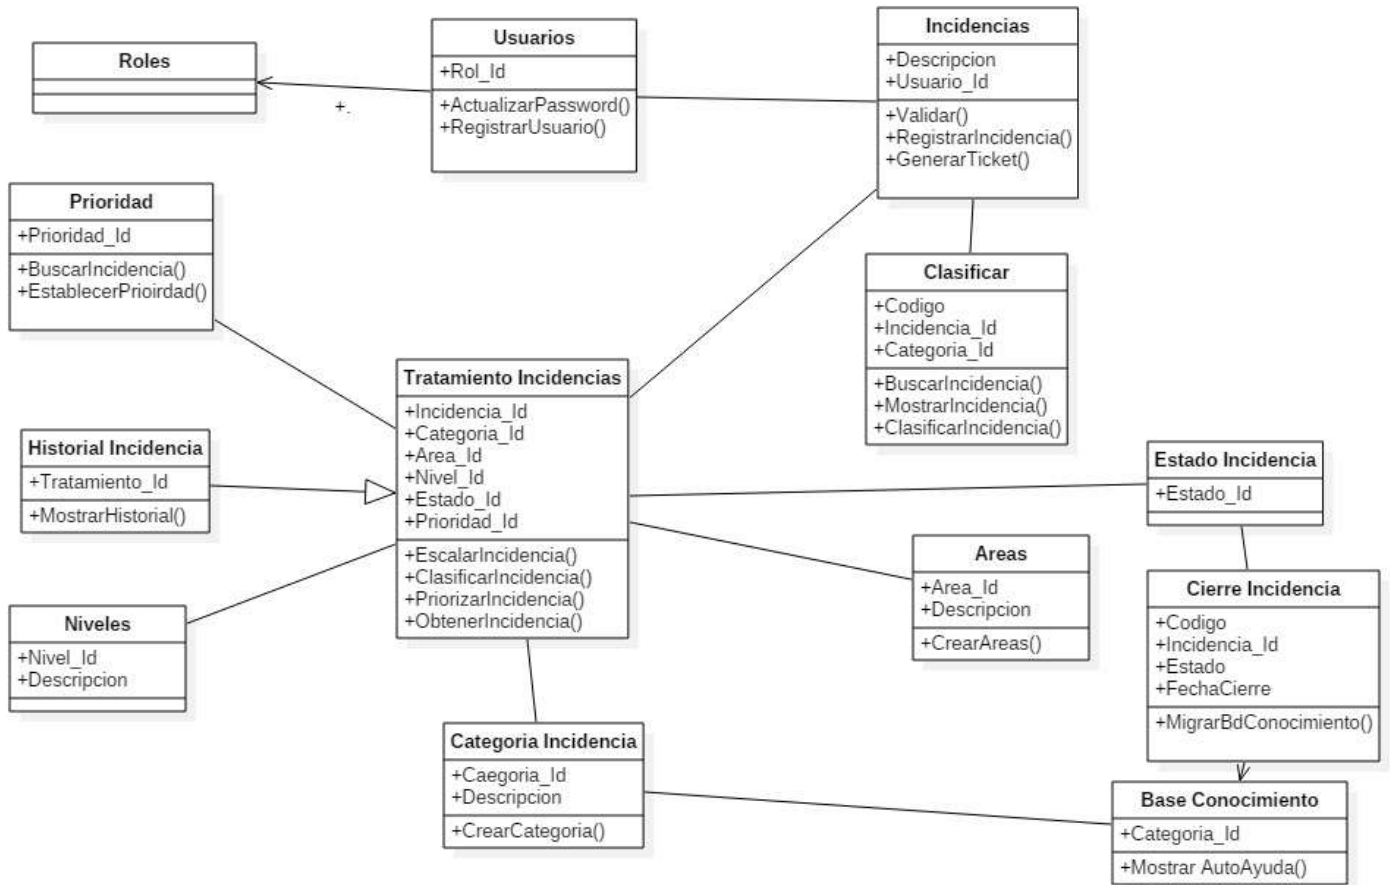 Roles
+.
Usuarios
+Rol_Id
+ActualizarPassword()
+RegistrarUsuario()
Incidencias
+Descripcion
+Usuario_Id
+Validar()
+RegistrarIncidencia()
+GenerarTicket()
Prioridad
+Prioridad_Id
+BuscarIncidencia()
+EstablecerPrioirdad()
Clasificar
+Codigo
+Incidencia_Id
+Categoria_Id
+BuscarIncidencia()
+MostrarIncidencia()
+ClasificarIncidencia()
Tratamiento Incidencias
+Incidencia_Id
+Categoria_Id
+Area_Id
+Nivel_Id
+Estado_Id
+Prioridad_Id
+EscalarIncidencia()
+ClasificarIncidencia()
+PriorizarIncidencia()
+ObtenerIncidencia()
Historial Incidencia
+Tratamiento_Id
+MostrarHistorial()
Estado Incidencia
+Estado_Id
Areas
+Area_Id
+Descripcion
+CrearAreas()
Cierre Incidencia
+Codigo
+Incidencia_Id
+Estado
+FechaCierre
+MigrarBdConocimiento()
Niveles
+Nivel_Id
+Descripcion
Categoria Incidencia
+Caegoria_Id
+Descripcion
+CrearCategoria()
Base Conocimiento
+Categoria_Id
+Mostrar AutoAyuda()